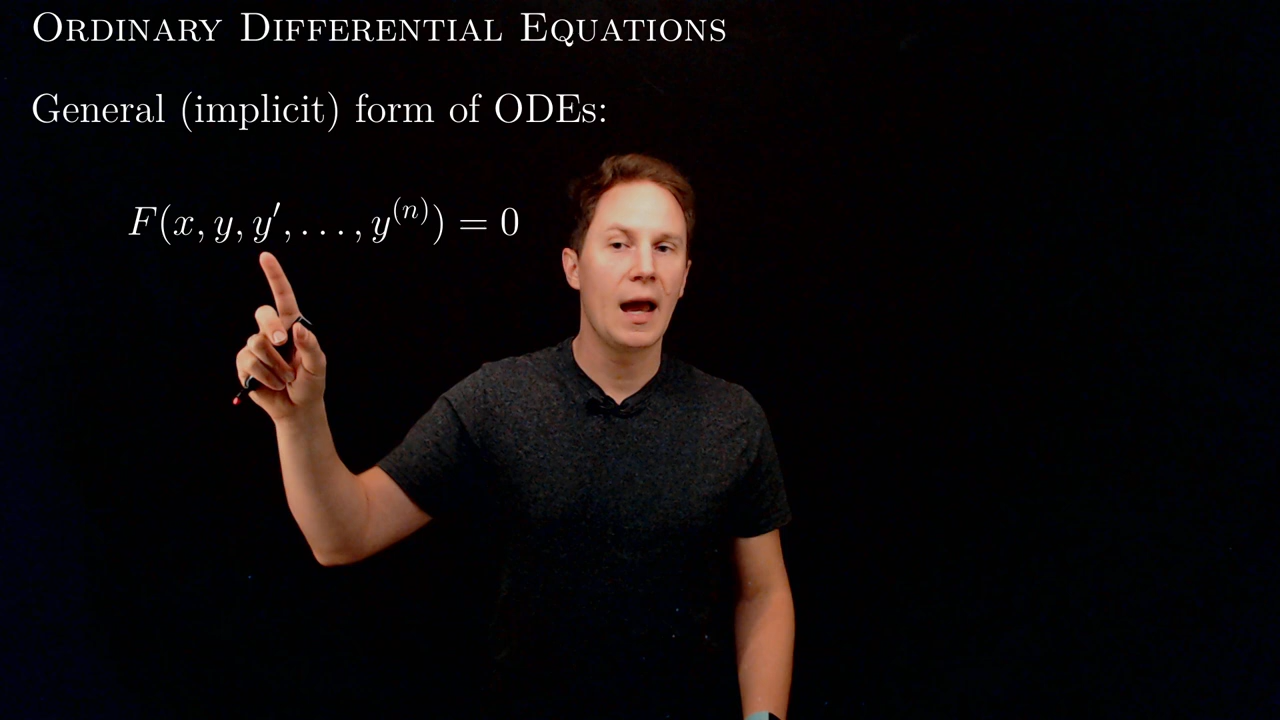 Ordinary Differential Equations
General (implicit) form of ODEs:
F(x, y, y′, . . . , y⁽ⁿ⁾) = 0